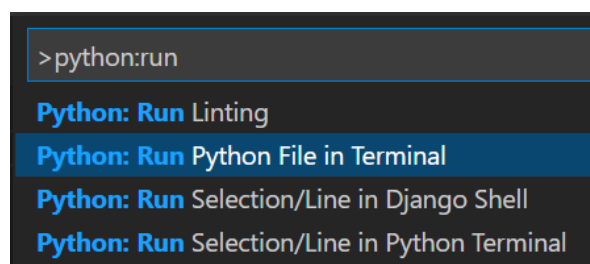 >python:run
Python: Run Linting
Python: Run Python File in Terminal
Python: Run Selection/Line in Django Shell
Python: Run Selection/Line in Python Terminal